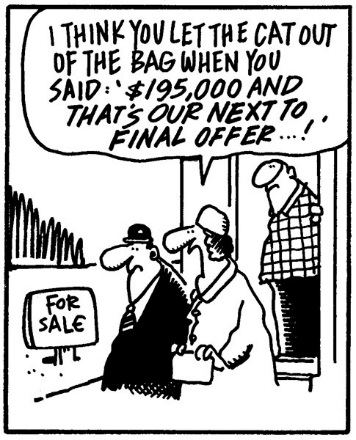 I THINK YOU LET THE CAT OUT
OF THE BAG WHEN YOU
SAID: '$195,000 AND
THAT'S OUR NEXT TO
FINAL OFFER...!'
FOR
SALE